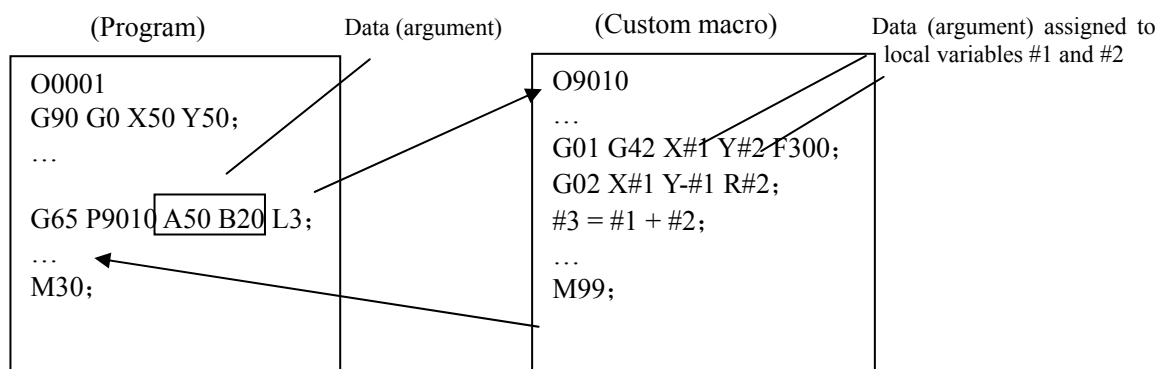 (Program)
Data (argument)
O0001
G90 G0 X50 Y50；
…
G65 P9010 A50 B20 L3；
…
M30；
(Custom macro)
Data (argument) assigned to
local variables #1 and #2
O9010
…
G01 G42 X#1 Y#2 F300；
G02 X#1 Y-#1 R#2；
#3 = #1 + #2；
…
M99；